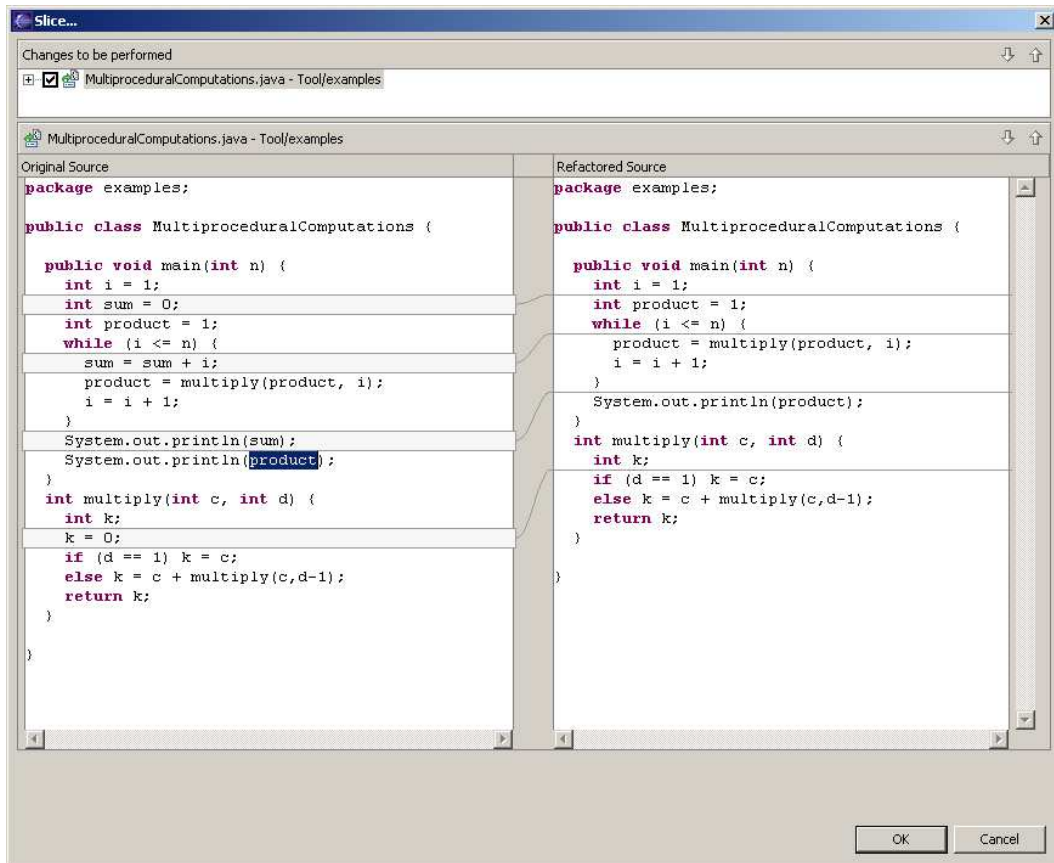 Slice...
Changes to be performed
MultiproceduralComputations.java - Tool/examples
MultiproceduralComputations.java - Tool/examples
Original Source
package examples;
public class MultiproceduralComputations {
public void main(int n) {
int i = 1;
int sum = 0;
int product = 1;
while (i <= n) {
sum = sum + i;
product = multiply(product, i);
i = i + 1;
}
System.out.println(sum);
System.out.println(product);
}
int multiply(int c, int d) {
int k;
k = 0;
if (d == 1) k = c;
else k = c + multiply(c,d-1);
return k;
}
}
Refactored Source
package examples;
public class MultiproceduralComputations {
public void main(int n) {
int i = 1;
int product = 1;
while (i <= n) {
product = multiply(product, i);
i = i + 1;
}
System.out.println(product);
}
int multiply(int c, int d) {
int k;
if (d == 1) k = c;
else k = c + multiply(c,d-1);
return k;
}
}
OK
Cancel